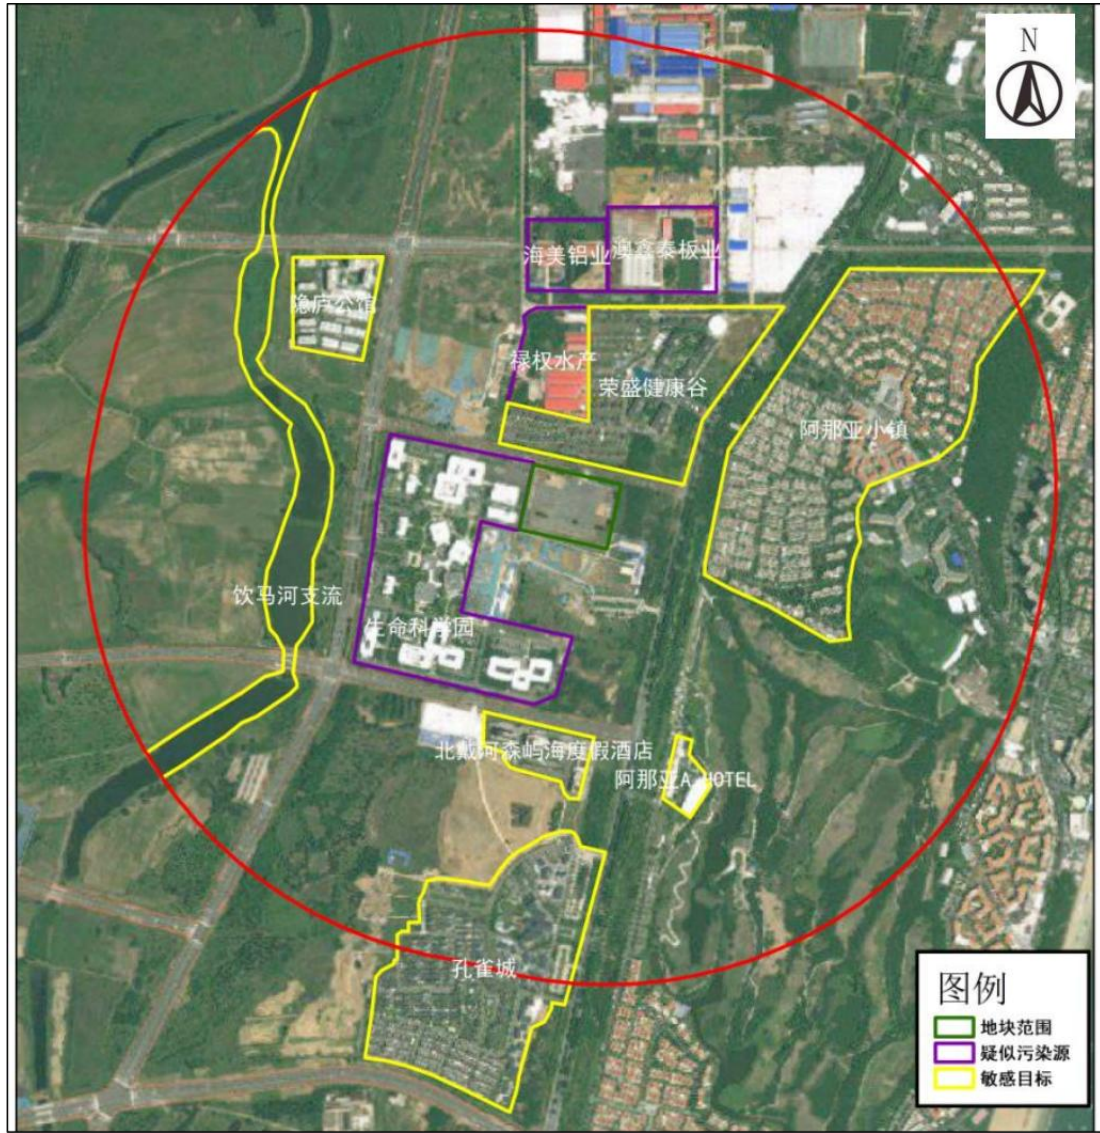 N
海美铝业
澳鑫泰板业
隐庐公馆
禄权水产
荣盛健康谷
阿那亚小镇
饮马河支流
生命科学园
北戴河森屿海度假酒店
阿那亚A HOTEL
孔雀城
图例
地块范围
疑似污染源
敏感目标